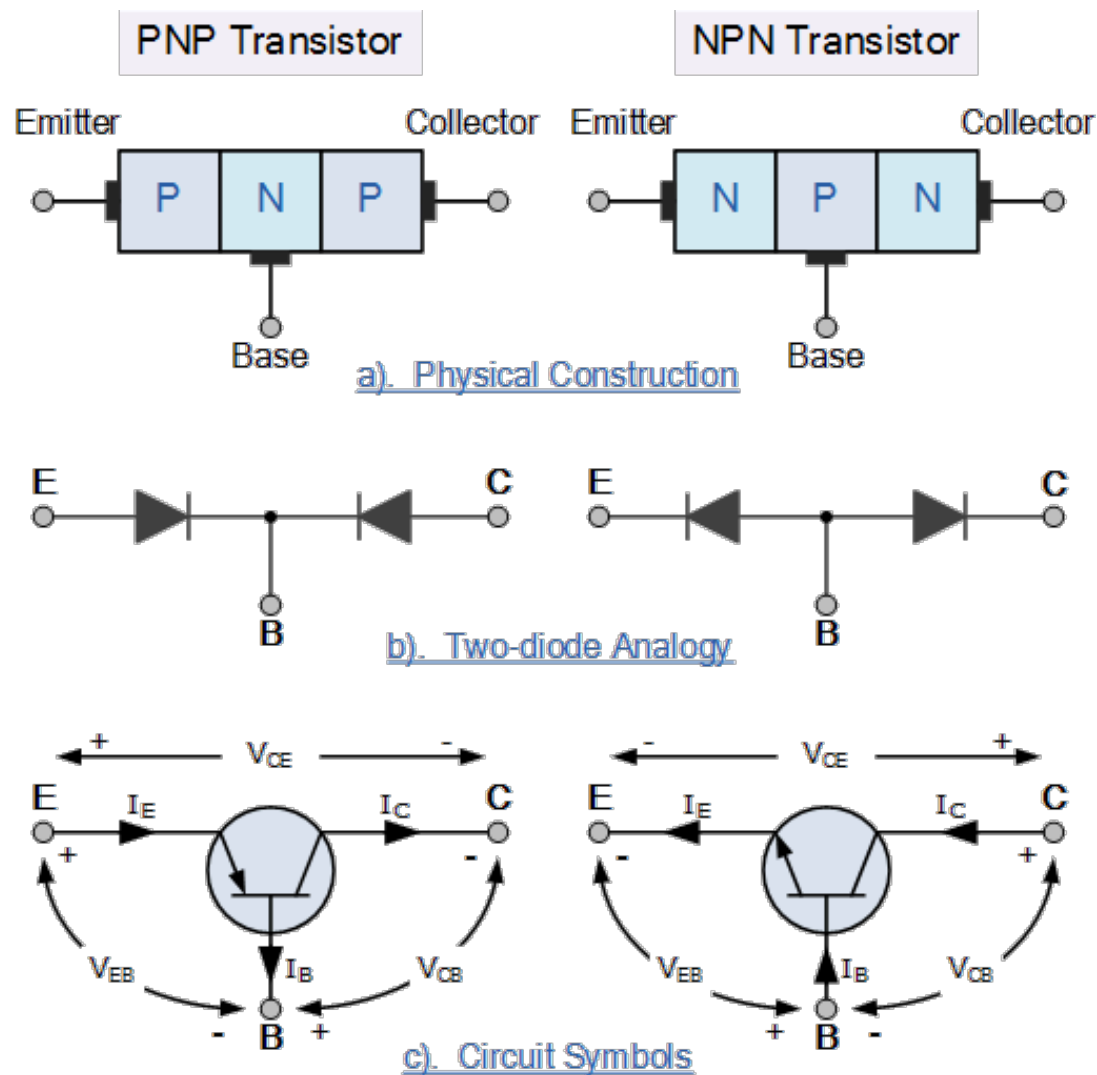 PNP Transistor NPN Transistor
Emitter Collector Emitter Collector
P N P N P N
Base Base
a). Physical Construction
E C E C
B B
b). Two-diode Analogy
+ VCE - - VCE +
E IE IC C E IE IC C
+ - - +
VEB IB VCB VEB IB VCB
- B + + B -
c). Circuit Symbols